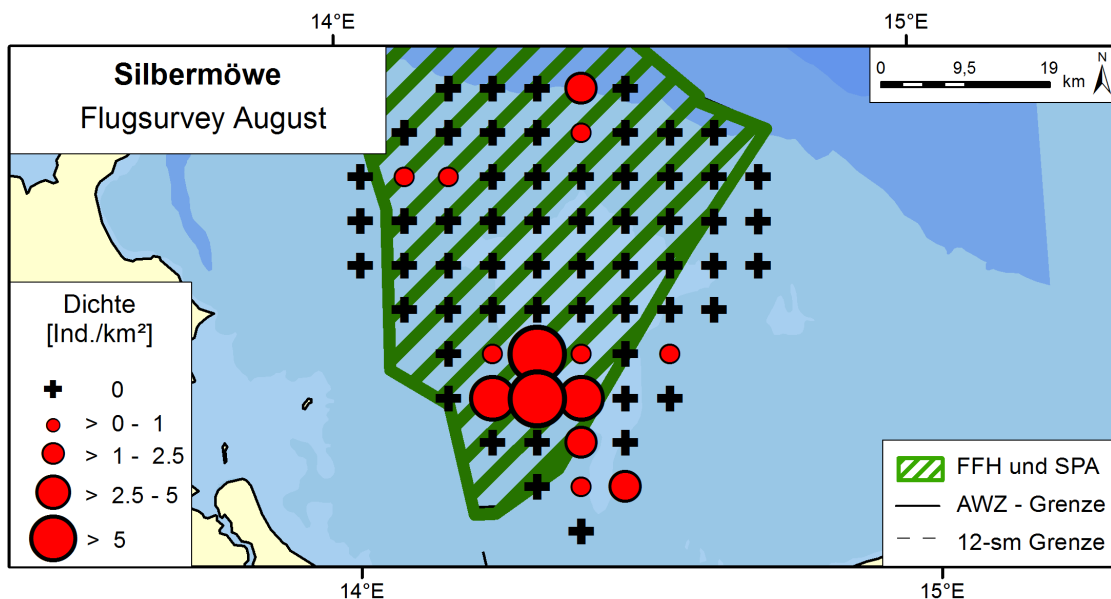 14°E 15°E
Silbermöwe
Flugsurvey August
0 9,5 19
km
N
Dichte
[Ind./km²]
0
> 0 - 1
> 1 - 2.5
> 2.5 - 5
> 5
FFH und SPA
AWZ - Grenze
12-sm Grenze
14°E 15°E